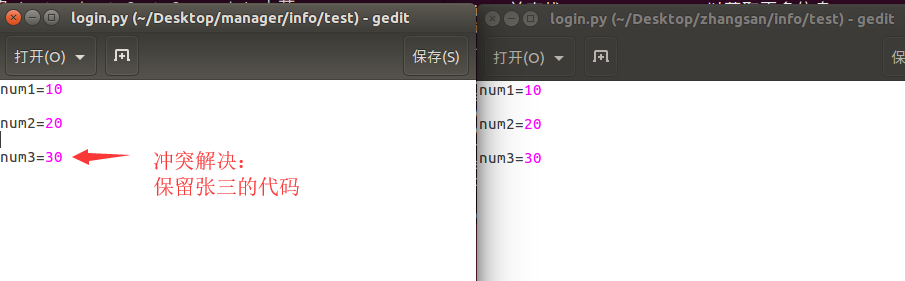 login.py (~/Desktop/manager/info/test) - gedit
打开(O)
保存(S)
num1=10
num2=20
num3=30
冲突解决：
保留张三的代码
login.py (~/Desktop/zhangsan/info/test) - gedit
打开(O)
保
num1=10
num2=20
num3=30